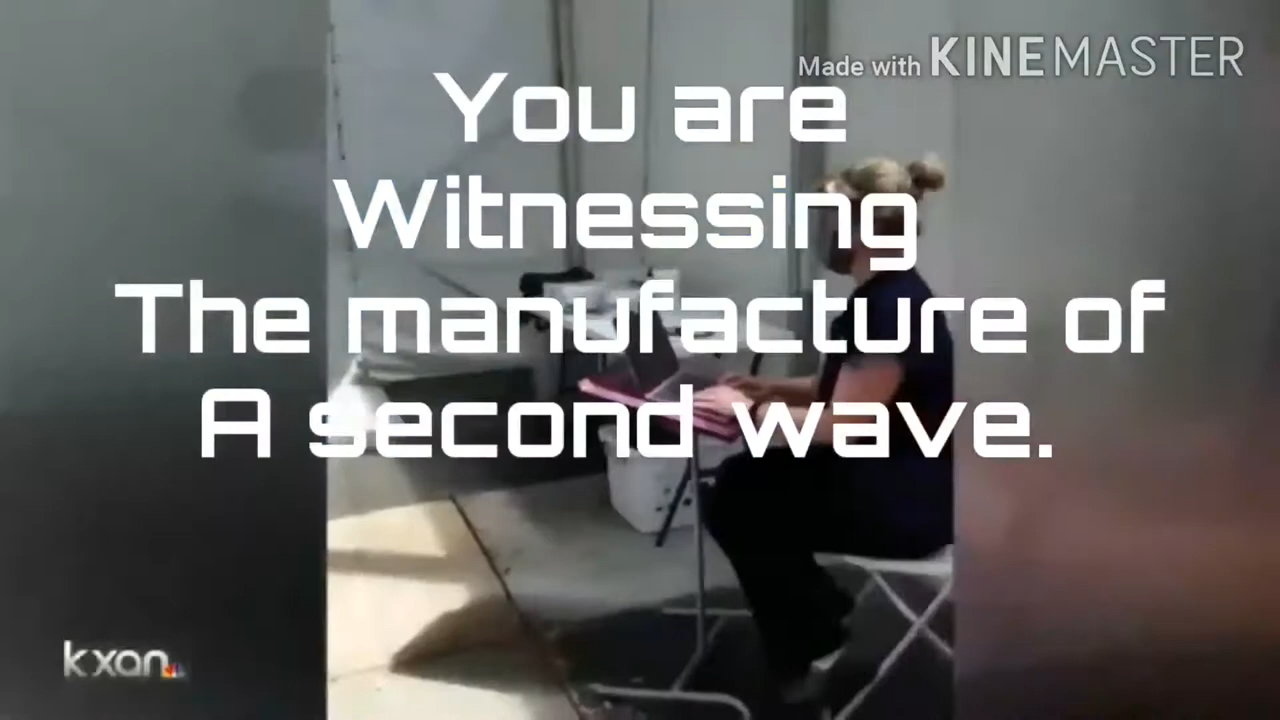 Made with KINEMASTER
You are
Witnessing
The manufacture of
A second wave.
kxan